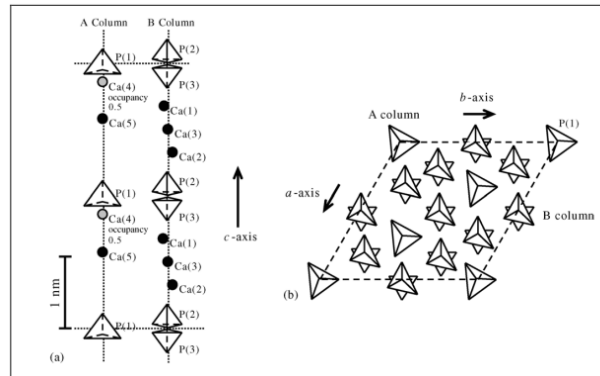 A Column
B Column
P(1)
P(2)
P(3)
Ca(4)
occupancy
0.5
Ca(5)
Ca(1)
Ca(3)
Ca(2)
P(1)
P(2)
P(3)
Ca(4)
occupancy
0.5
Ca(5)
Ca(1)
Ca(3)
Ca(2)
P(1)
P(2)
P(3)
1 nm
c-axis
(a)
A column
b-axis
P(1)
a-axis
B column
(b)